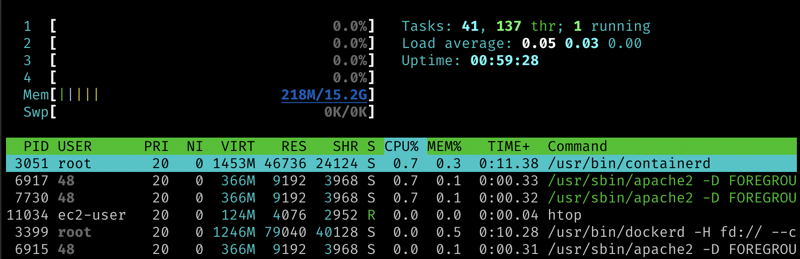 1 [ 0.0%] Tasks: 41, 137 thr; 1 running
2 [ 0.0%] Load average: 0.05 0.03 0.00
3 [ 0.0%] Uptime: 00:59:28
4 [ 0.0%]
Mem[||||| 218M/15.2G]
Swp[ 0K/0K]
PID USER PRI NI VIRT RES SHR S CPU% MEM% TIME+ Command
3051 root 20 0 1453M 46736 24124 S 0.7 0.3 0:11.38 /usr/bin/containerd
6917 48 20 0 366M 9192 3968 S 0.7 0.1 0:00.33 /usr/sbin/apache2 -D FOREGROU
7730 48 20 0 366M 9192 3968 S 0.7 0.1 0:00.32 /usr/sbin/apache2 -D FOREGROU
11034 ec2-user 20 0 124M 4076 2952 R 0.0 0.0 0:00.04 htop
3399 root 20 0 1246M 79040 40128 S 0.0 0.5 0:10.28 /usr/bin/dockerd -H fd:// --c
6915 48 20 0 366M 9192 3968 S 0.0 0.1 0:00.31 /usr/sbin/apache2 -D FOREGROU